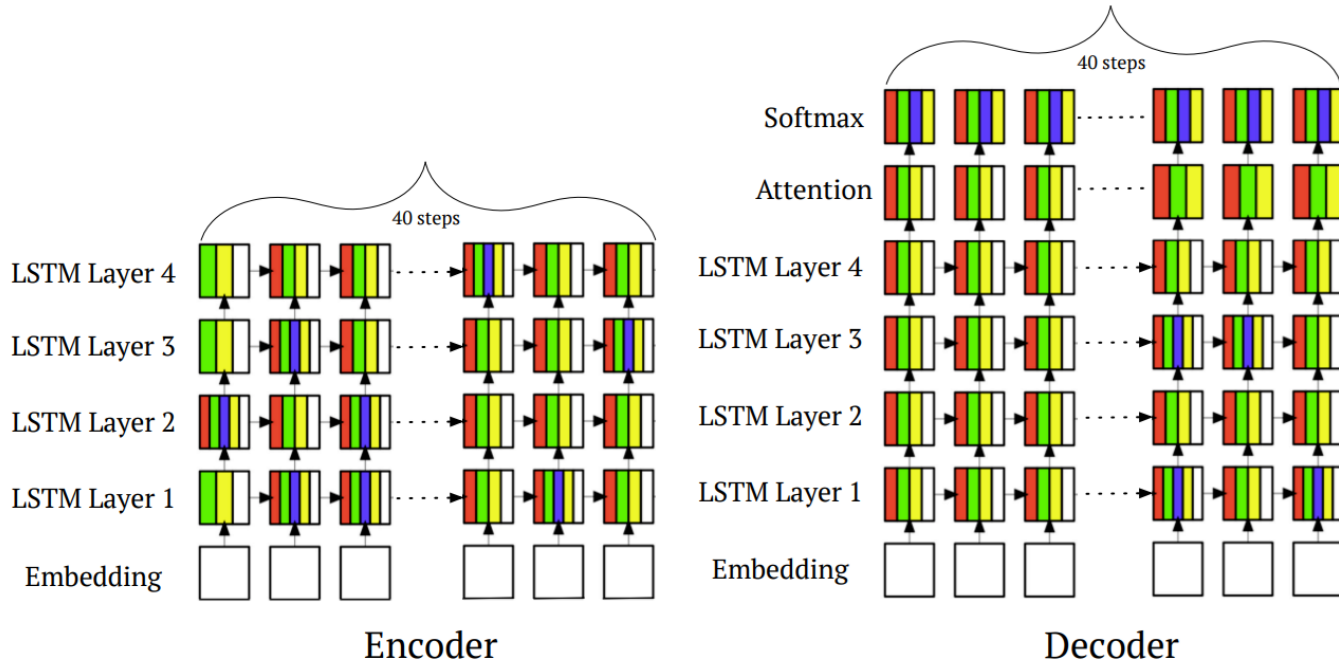 40 steps
LSTM Layer 4
LSTM Layer 3
LSTM Layer 2
LSTM Layer 1
Embedding
Encoder
40 steps
Softmax
Attention
LSTM Layer 4
LSTM Layer 3
LSTM Layer 2
LSTM Layer 1
Embedding
Decoder